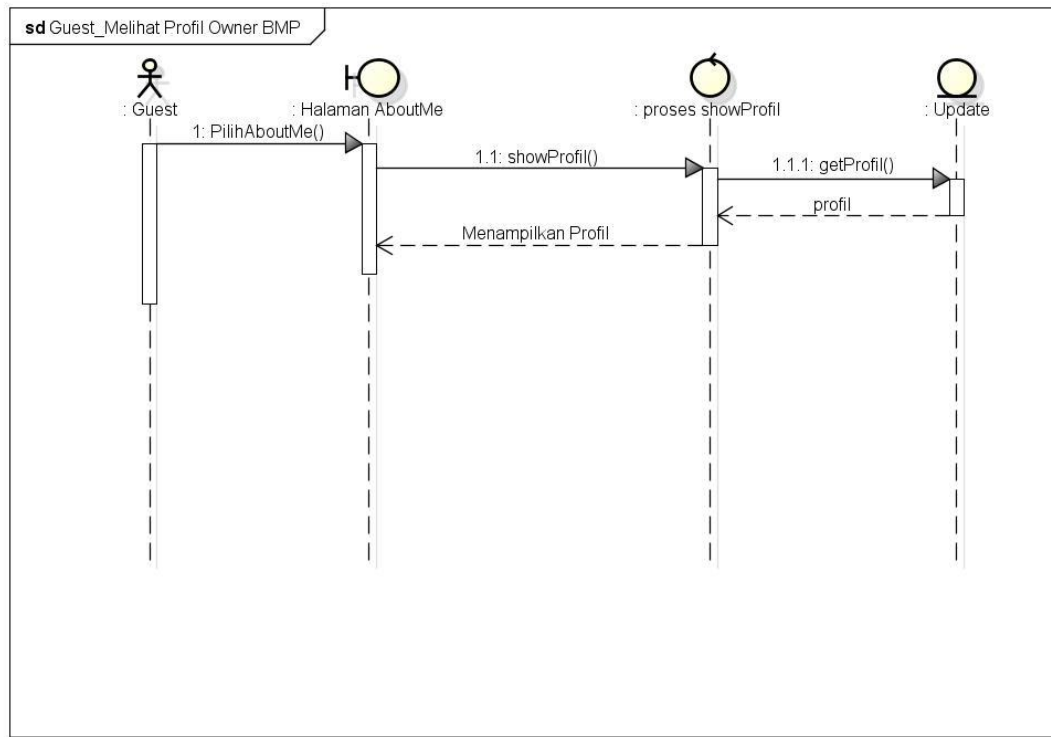 sd Guest_Melihat Profil Owner BMP
: Guest
: Halaman AboutMe
: proses showProfil
: Update
1: PilihAboutMe()
1.1: showProfil()
1.1.1: getProfil()
profil
Menampilkan Profil